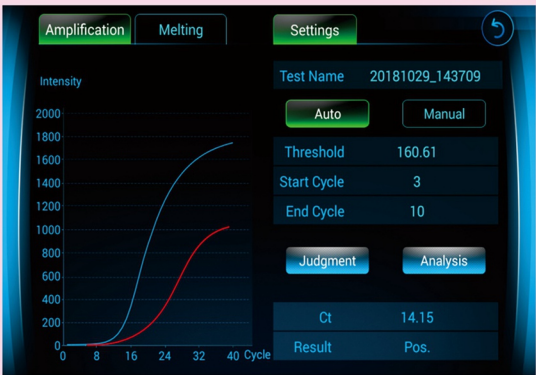 Amplification Melting Settings
Intensity
2000
1800
1600
1400
1200
1000
800
600
400
200
0
0 8 16 24 32 40 Cycle
Test Name 20181029_143709
Auto Manual
Threshold 160.61
Start Cycle 3
End Cycle 10
Judgment Analysis
Ct 14.15
Result Pos.